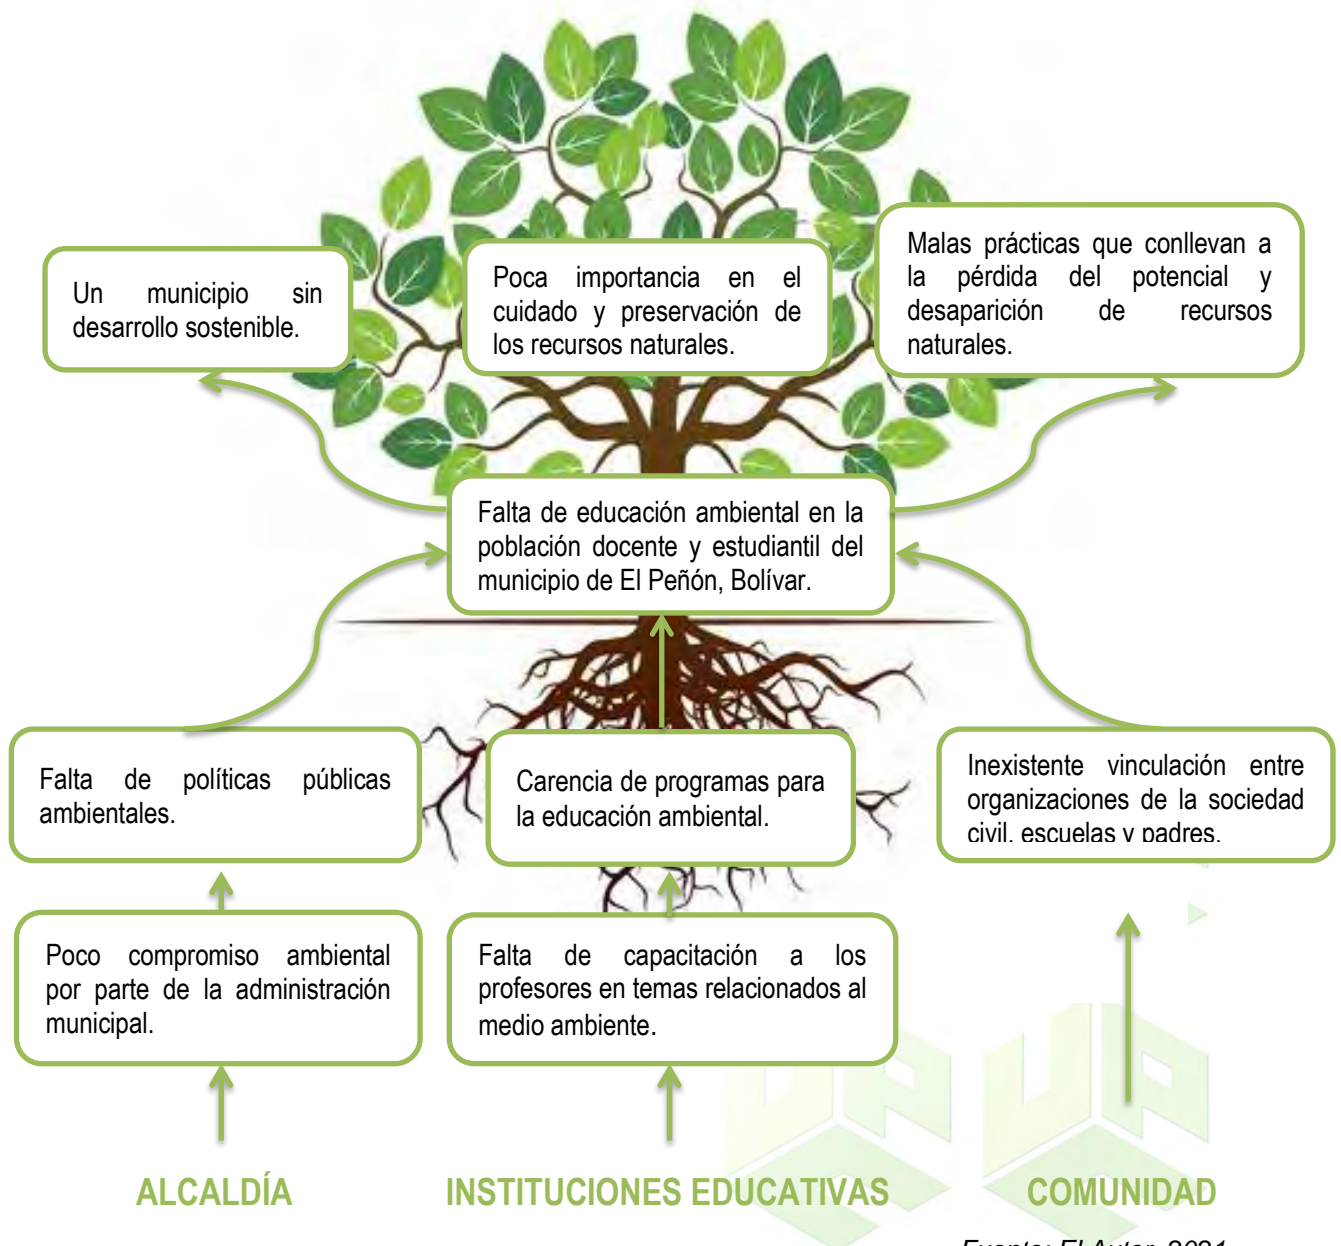 Un municipio sin
desarrollo sostenible.
Poca importancia en el
cuidado y preservación de
los recursos naturales.
Malas prácticas que conllevan a
la pérdida del potencial y
desaparición de recursos
naturales.
Falta de educación ambiental en la
población docente y estudiantil del
municipio de El Peñón, Bolívar.
Falta de políticas públicas
ambientales.
Carencia de programas para
la educación ambiental.
Inexistente vinculación entre
organizaciones de la sociedad
civil, escuelas y padres.
Poco compromiso ambiental
por parte de la administración
municipal.
Falta de capacitación a los
profesores en temas relacionados al
medio ambiente.
ALCALDÍA
INSTITUCIONES EDUCATIVAS
COMUNIDAD
Fuente: El Autor, 2021